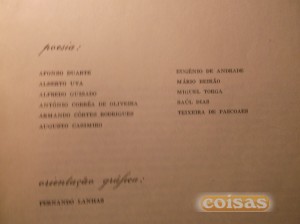 poesia:
AFONSO DUARTE
ALBERTO UVA
ALFREDO GUISADO
ANTÓNIO CORRÊA DE OLIVEIRA
ARMANDO CÔRTES RODRIGUES
AUGUSTO CASIMIRO
EUGÉNIO DE ANDRADE
MÁRIO BEIRÃO
MIGUEL TORGA
SAÚL DIAS
TEIXEIRA DE PASCOAES
orientação gráfica:
FERNANDO LANHAS
coisas